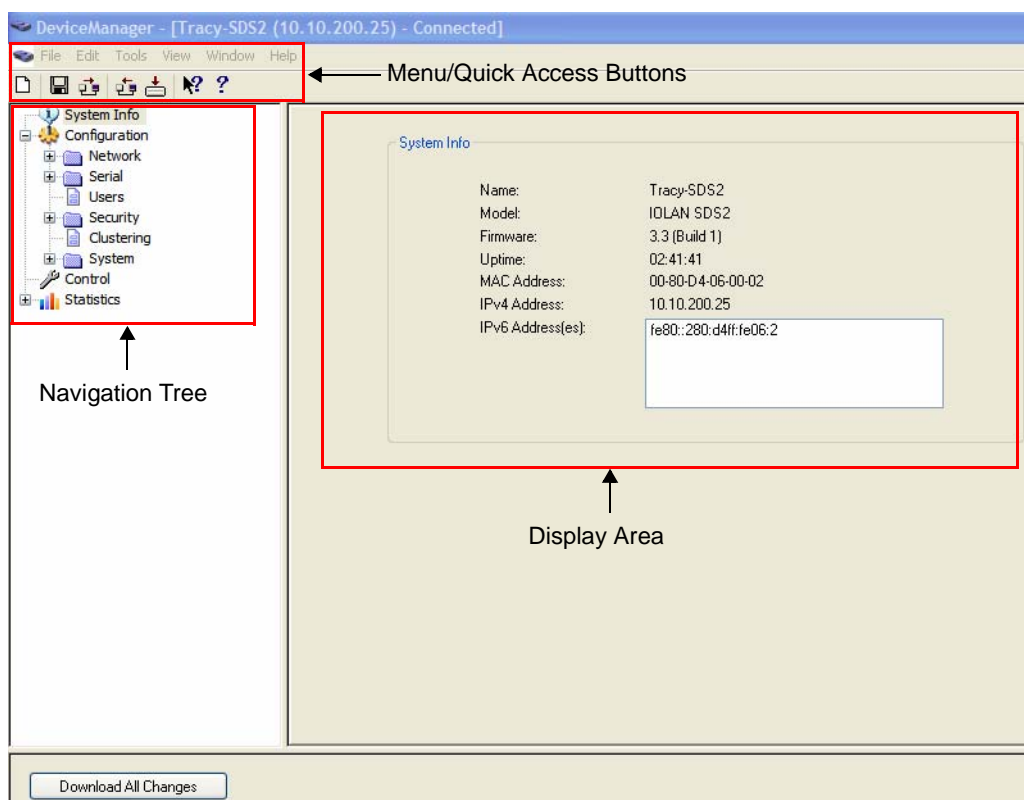 DeviceManager - [Tracy-SDS2 (10.10.200.25) - Connected]
File Edit Tools View Window Help
Menu/Quick Access Buttons
System Info
Configuration
Network
Serial
Users
Security
Clustering
System
Control
Statistics
Navigation Tree
System Info
Name: Tracy-SDS2
Model: IOLAN SDS2
Firmware: 3.3 (Build 1)
Uptime: 02:41:41
MAC Address: 00-80-D4-06-00-02
IPv4 Address: 10.10.200.25
IPv6 Address(es): fe80::280:d4ff:fe06:2
Display Area
Download All Changes